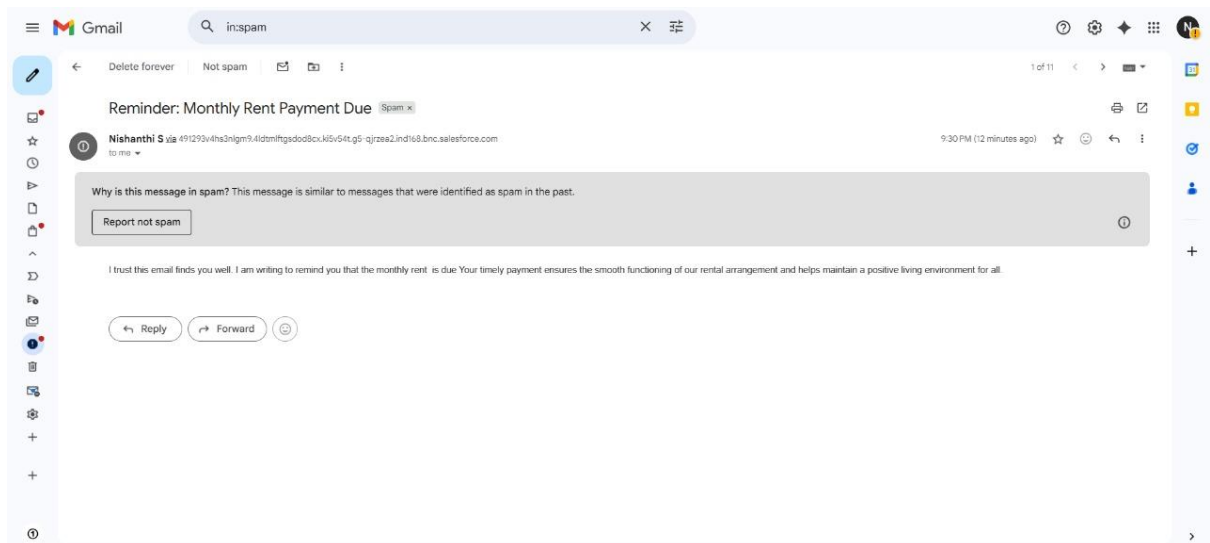 Gmail
in:spam
Delete forever
Not spam
1 of 11
Reminder: Monthly Rent Payment Due
Spam ×
Nishanthi S via 491293v4hs3nlgm9.4ldtmlftgsdod8cx.ki5v54t.g5-qjrzea2.ind168.bnc.salesforce.com
9:30 PM (12 minutes ago)
to me
Why is this message in spam? This message is similar to messages that were identified as spam in the past.
Report not spam
I trust this email finds you well. I am writing to remind you that the monthly rent is due Your timely payment ensures the smooth functioning of our rental arrangement and helps maintain a positive living environment for all.
Reply
Forward